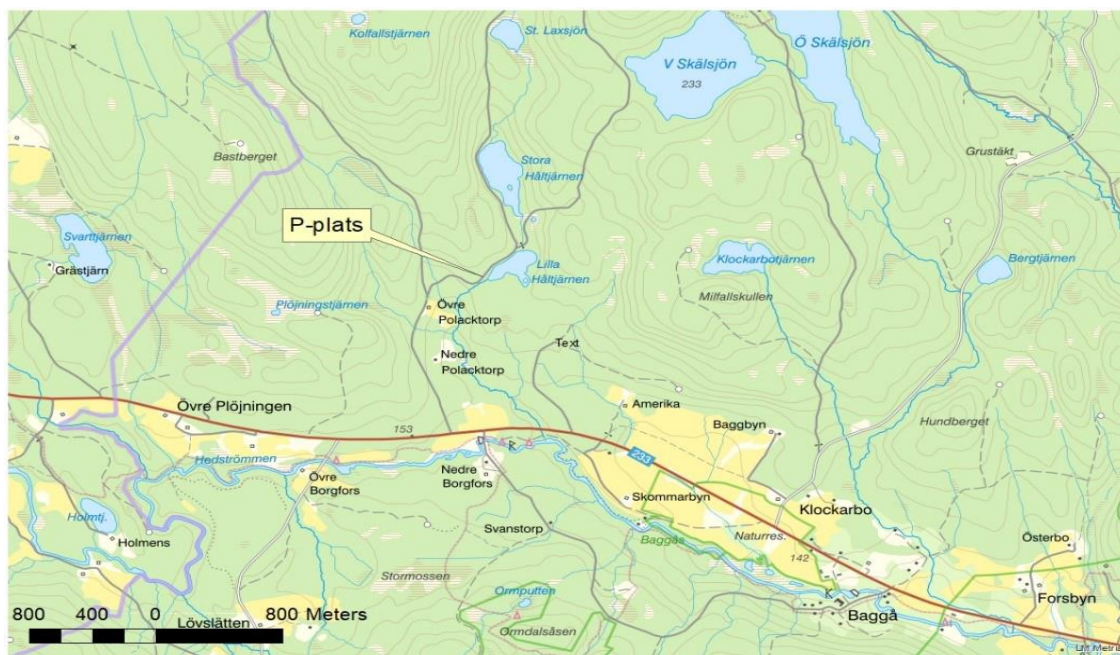 Kolfallstjärnen
St. Laxsjön
V Skälsjön
233
Ö Skälsjön
Bastberget
Stora
Håltjärnen
Grustäkt
P-plats
Svarttjärnen
Grästjärn
Lilla
Håltjärnen
Klockarbotjärnen
Bergtjärnen
Milfallskullen
Plöjningstjärnen
Övre
Polacktorp
Nedre
Polacktorp
Text
Övre Plöjningen
Amerika
Baggbyn
Hundberget
153
233
Hedströmmen
Övre
Borgfors
Nedre
Borgfors
Skommarbyn
Klockarbo
Holmtj.
Holmens
Svanstorp
Baggås
Naturres.
142
Österbo
Stormossen
Ormputten
Forsbyn
800 400 0 800 Meters
Lövslätten
Ormdalsåsen
Baggå